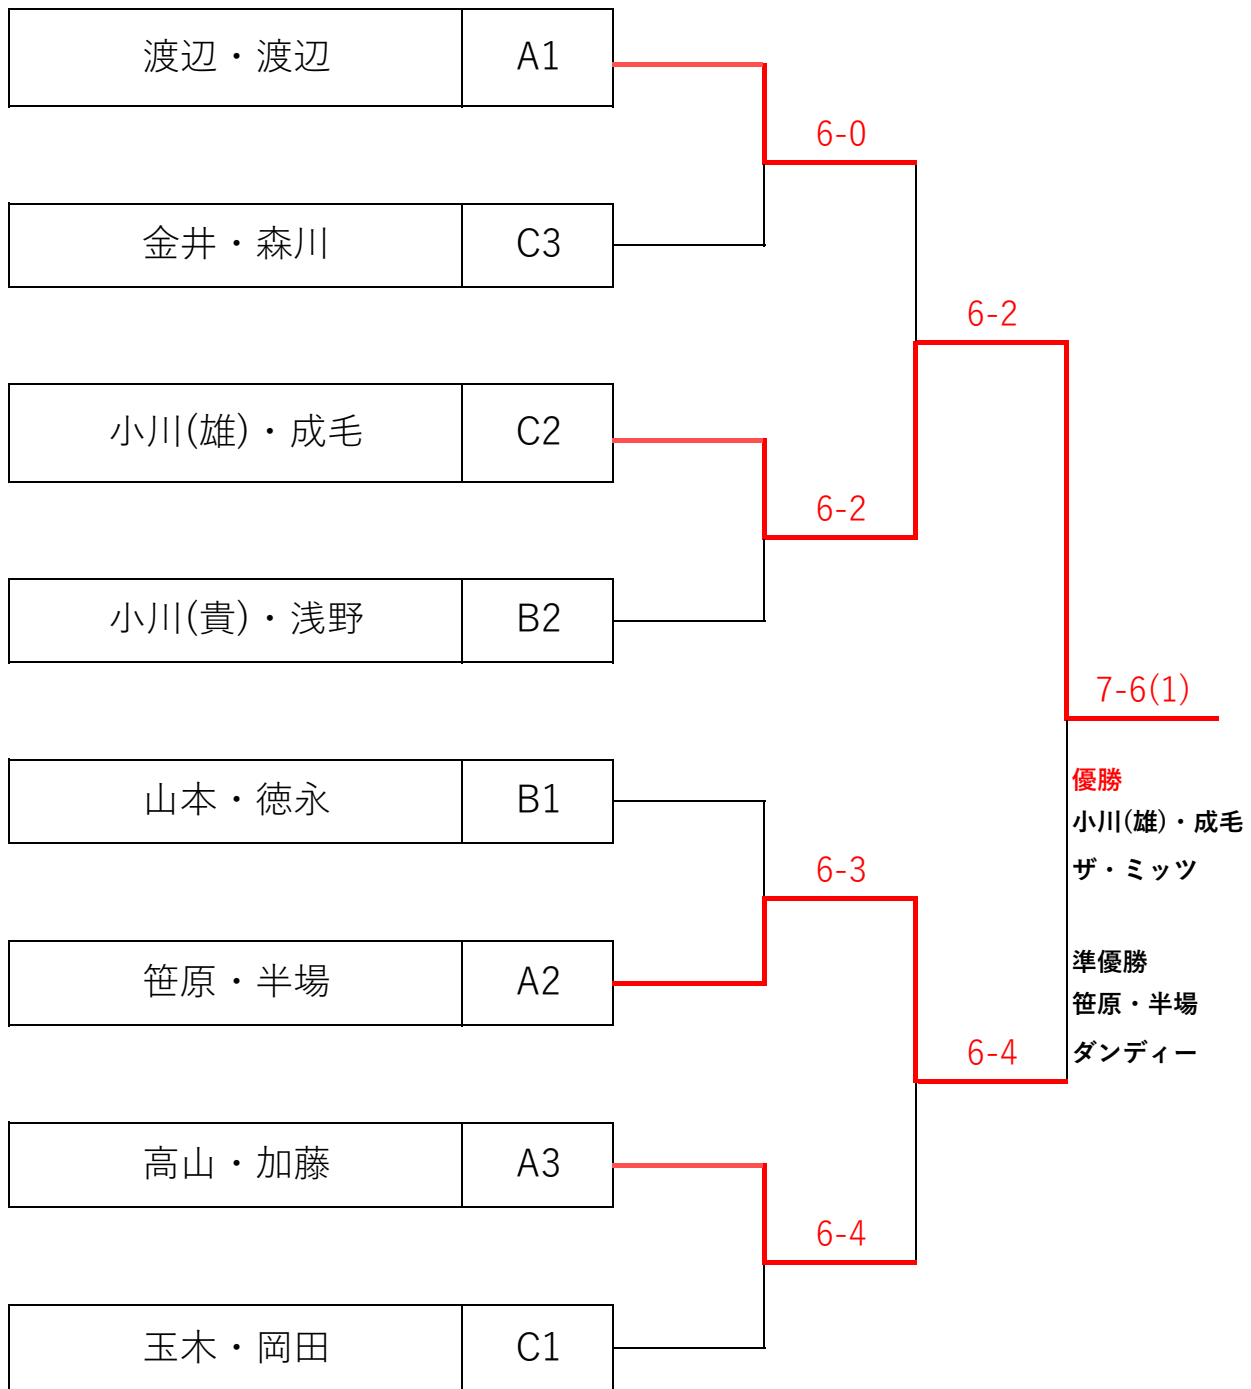 渡辺・渡辺 A1
6-0
金井・森川 C3
6-2
小川(雄)・成毛 C2
6-2
小川(貴)・浅野 B2
7-6(1)
優勝
小川(雄)・成毛
ザ・ミッツ
山本・徳永 B1
6-3
準優勝
笹原・半場
ダンディー
笹原・半場 A2
6-4
高山・加藤 A3
6-4
玉木・岡田 C1